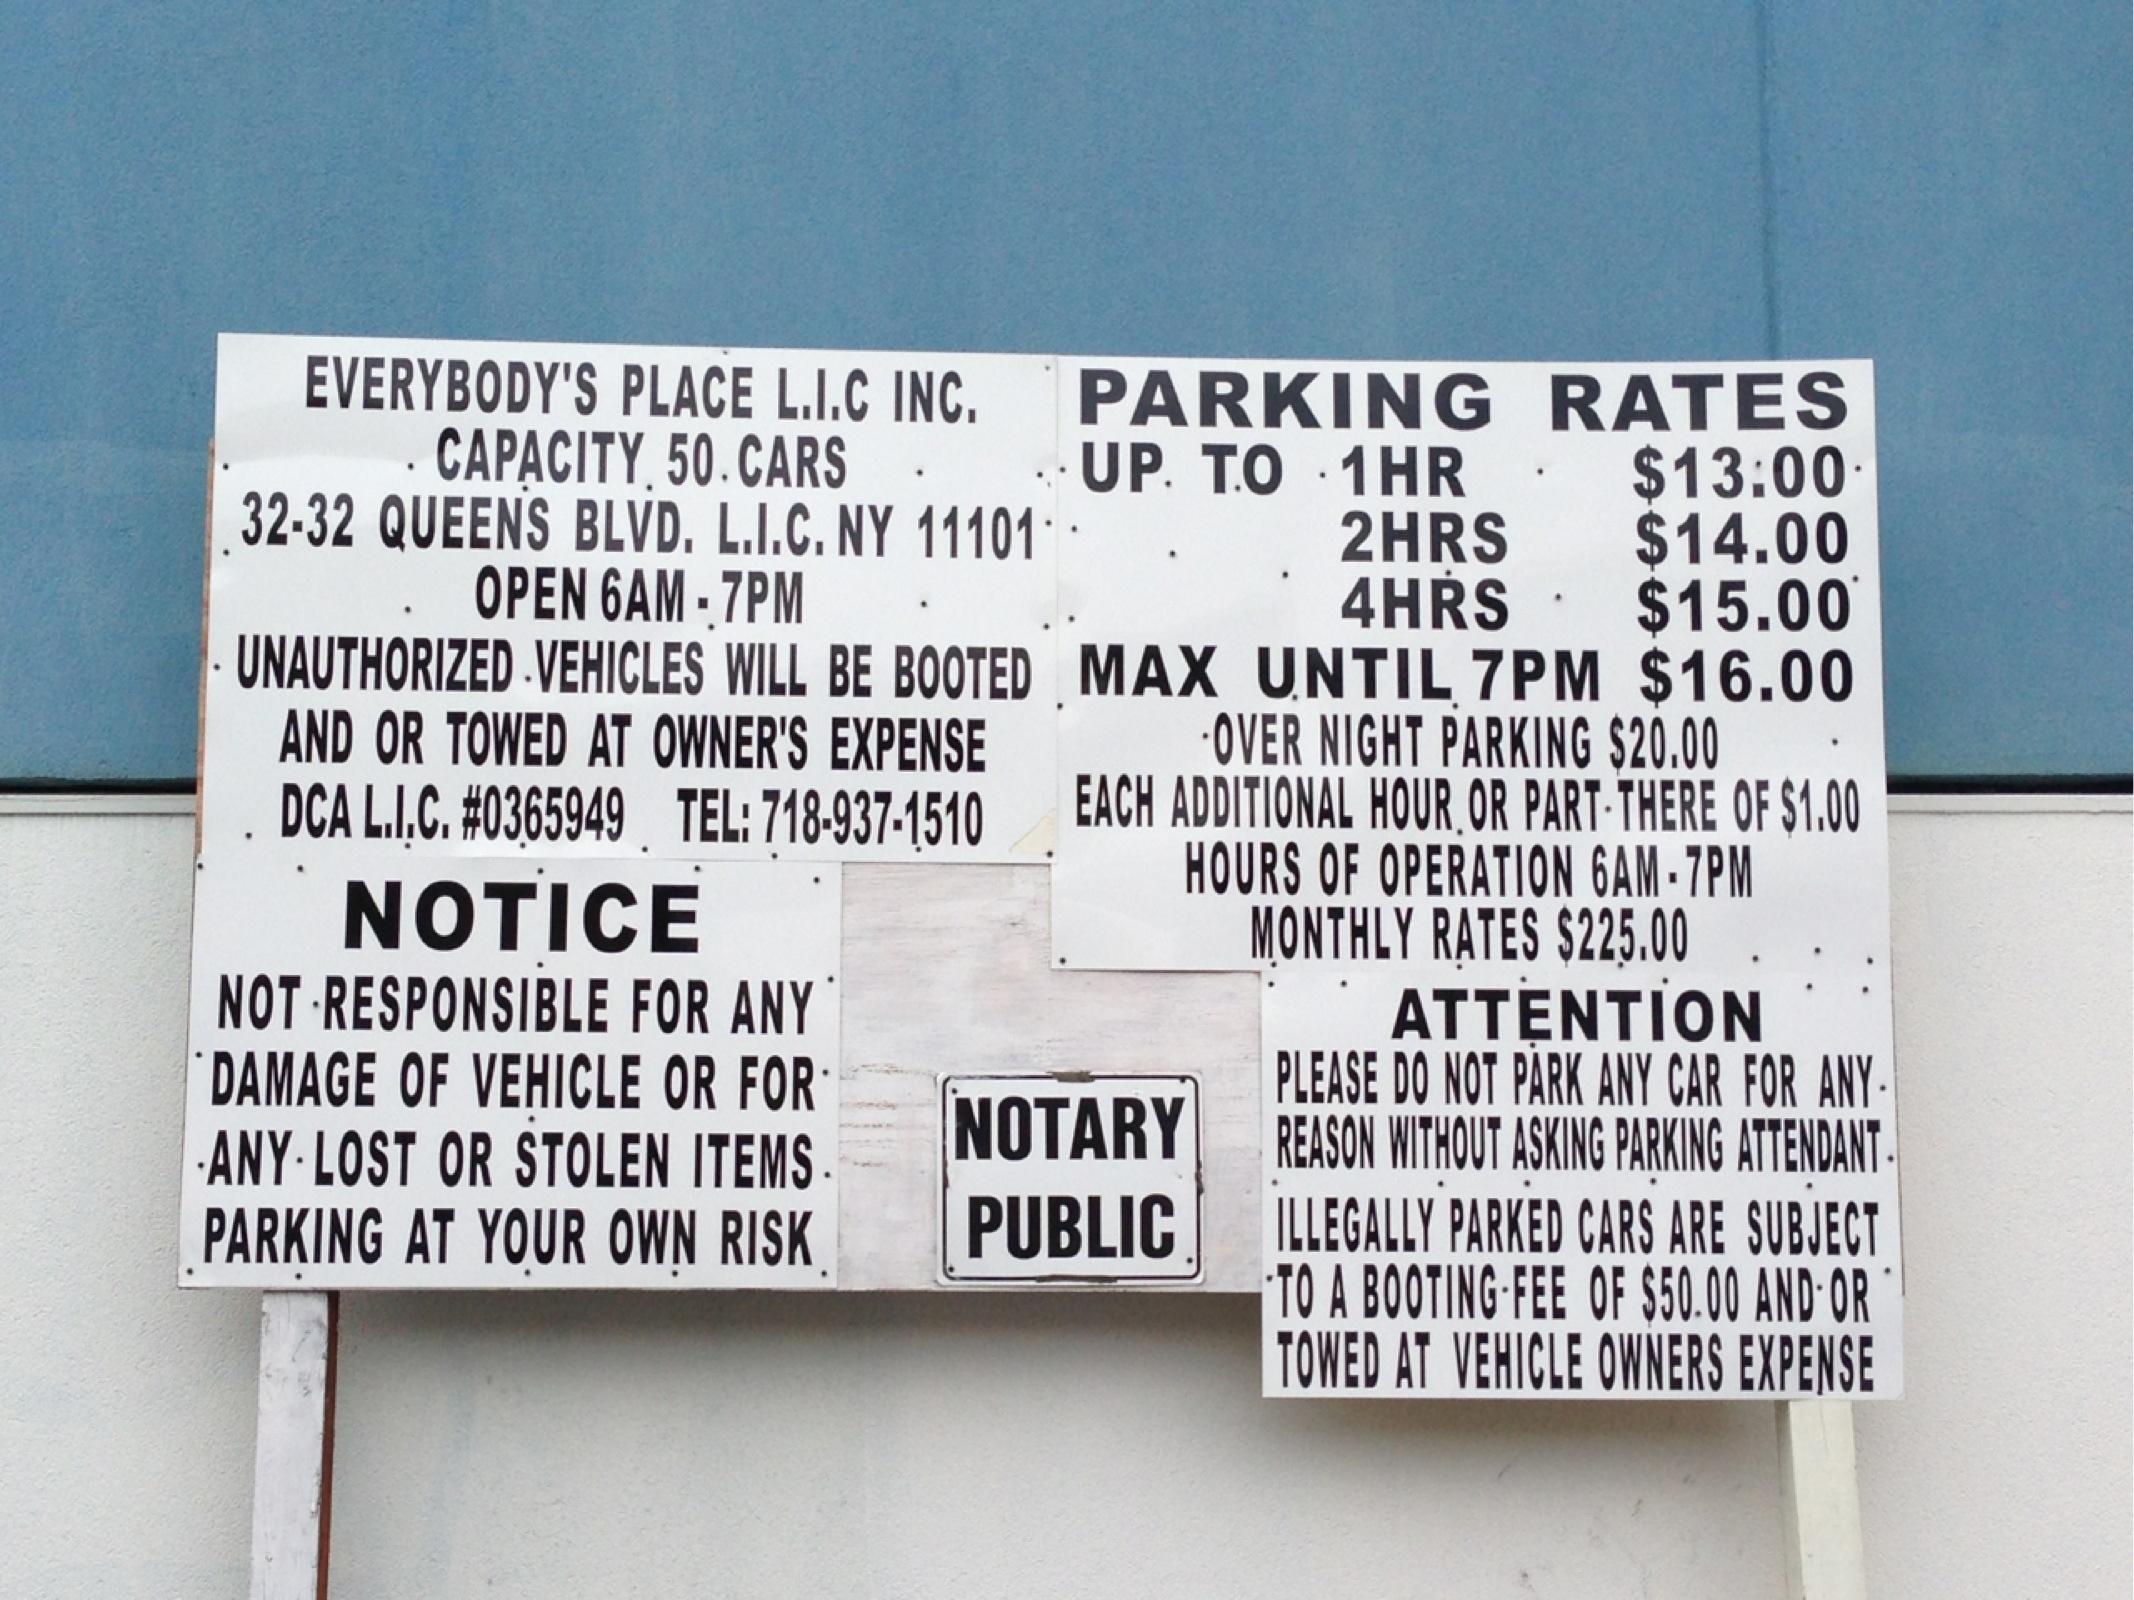 EVERYBODY'S PLACE L.I.C INC.
CAPACITY 50 CARS
32-32 QUEENS BLVD. L.I.C. NY 11101
OPEN 6AM - 7PM
UNAUTHORIZED VEHICLES WILL BE BOOTED
AND OR TOWED AT OWNER'S EXPENSE
DCA L.I.C. #0365949 TEL: 718-937-1510
PARKING RATES
UP TO 1HR $13.00
2HRS $14.00
4HRS $15.00
MAX UNTIL 7PM $16.00
OVER NIGHT PARKING $20.00
EACH ADDITIONAL HOUR OR PART THERE OF $1.00
HOURS OF OPERATION 6AM - 7PM
MONTHLY RATES $225.00
NOTICE
NOT RESPONSIBLE FOR ANY
DAMAGE OF VEHICLE OR FOR
ANY LOST OR STOLEN ITEMS
PARKING AT YOUR OWN RISK
NOTARY
PUBLIC
ATTENTION
PLEASE DO NOT PARK ANY CAR FOR ANY
REASON WITHOUT ASKING PARKING ATTENDANT
ILLEGALLY PARKED CARS ARE SUBJECT
TO A BOOTING FEE OF $50.00 AND OR
TOWED AT VEHICLE OWNERS EXPENSE